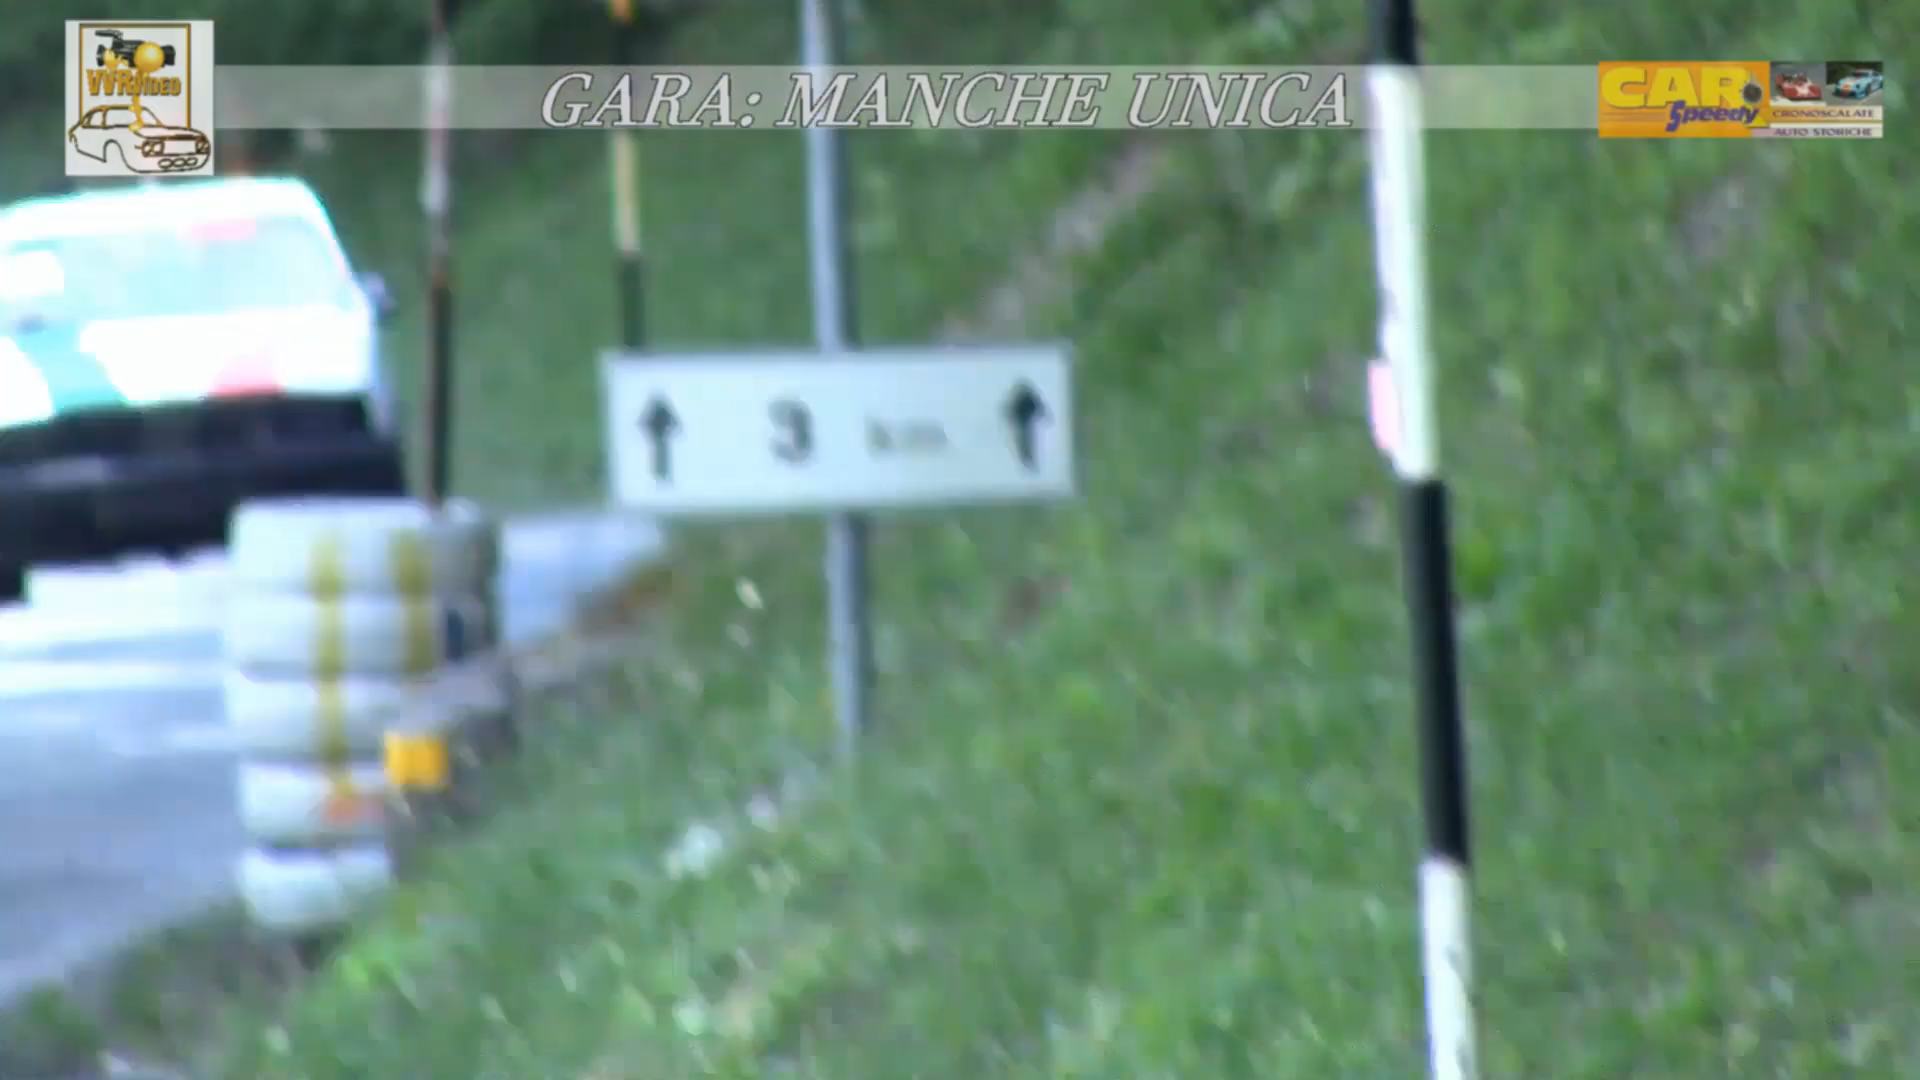 VVRVIDEO
GARA: MANCHE UNICA
CAR
Speedy
CRONOSCALATE
AUTO STORICHE
3 km